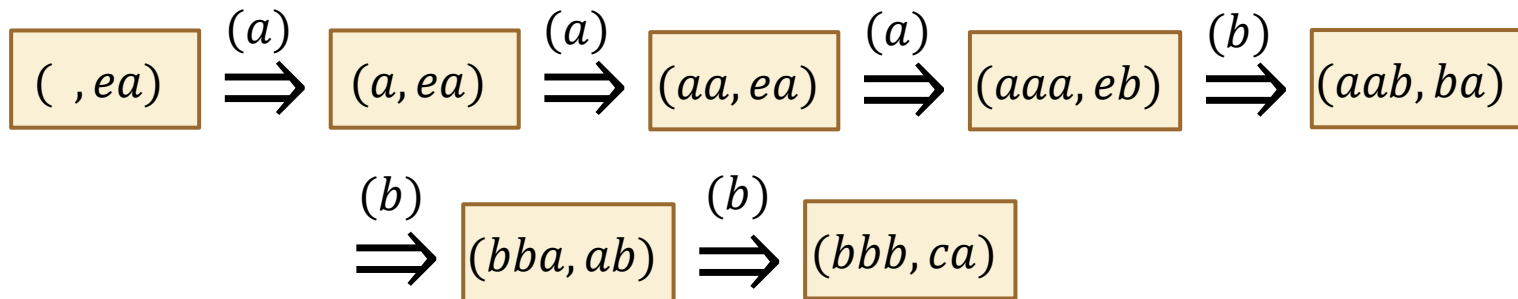 (a) (a) (a) (b)
( , ea) ⇒ (a, ea) ⇒ (aa, ea) ⇒ (aaa, eb) ⇒ (aab, ba)
(b) (b)
⇒ (bba, ab) ⇒ (bbb, ca)